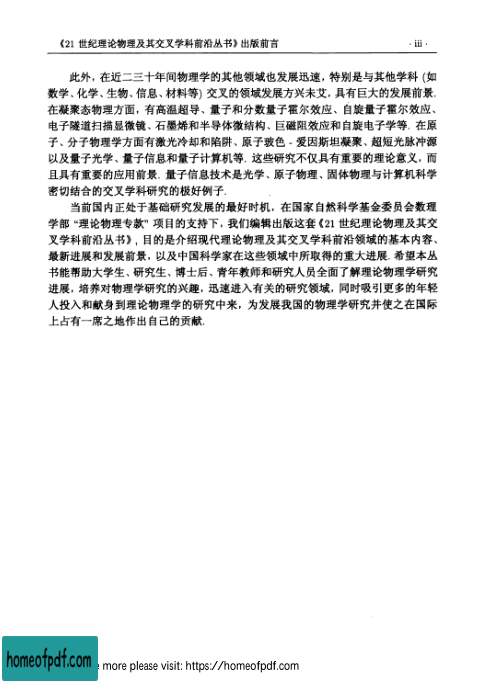 《21 世纪理论物理及其交叉学科前沿丛书》出版前言 · iii ·
此外, 在近二三十年间物理学的其他领域也发展迅速, 特别是与其他学科 (如
数学、化学、生物、信息、材料等) 交叉的领域发展方兴未艾, 具有巨大的发展前景.
在凝聚态物理方面, 有高温超导、量子和分数量子霍尔效应、自旋量子霍尔效应、
电子隧道扫描显微镜、石墨烯和半导体微结构、巨磁阻效应和自旋电子学等. 在原
子、分子物理学方面有激光冷却和陷阱、原子玻色 - 爱因斯坦凝聚、超短光脉冲源
以及量子光学、量子信息和量子计算机等. 这些研究不仅具有重要的理论意义, 而
且具有重要的应用前景. 量子信息技术是光学、原子物理、固体物理与计算机科学
密切结合的交叉学科研究的极好例子.
当前国内正处于基础研究发展的最好时机, 在国家自然科学基金委员会数理
学部 “理论物理专款” 项目的支持下, 我们编辑出版这套《21 世纪理论物理及其交
叉学科前沿丛书》, 目的是介绍现代理论物理及其交叉学科前沿领域的基本内容、
最新进展和发展前景, 以及中国科学家在这些领域中所取得的重大进展. 希望本丛
书能帮助大学生、研究生、博士后、青年教师和研究人员全面了解理论物理学研究
进展, 培养对物理学研究的兴趣, 迅速进入有关的研究领域, 同时吸引更多的年轻
人投入和献身到理论物理学的研究中来, 为发展我国的物理学研究并使之在国际
上占有一席之地作出自己的贡献.
homeofpdf.com
more please visit: https://homeofpdf.com